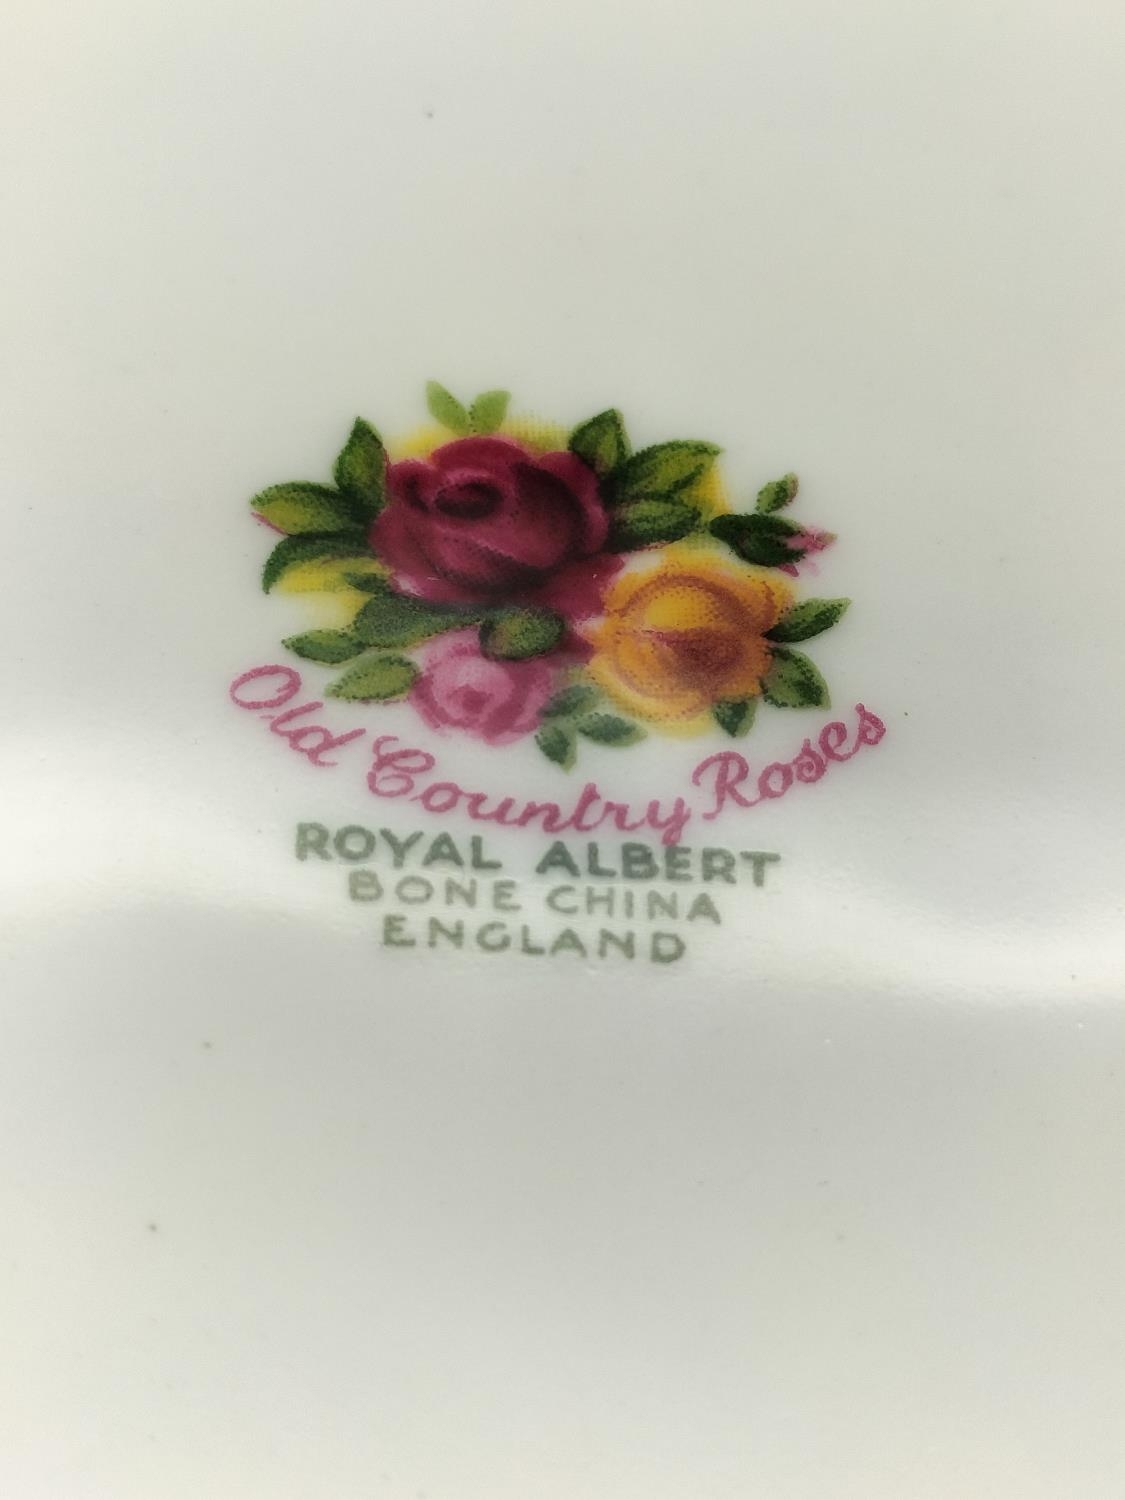 Old Country Roses
ROYAL ALBERT
BONE CHINA
ENGLAND